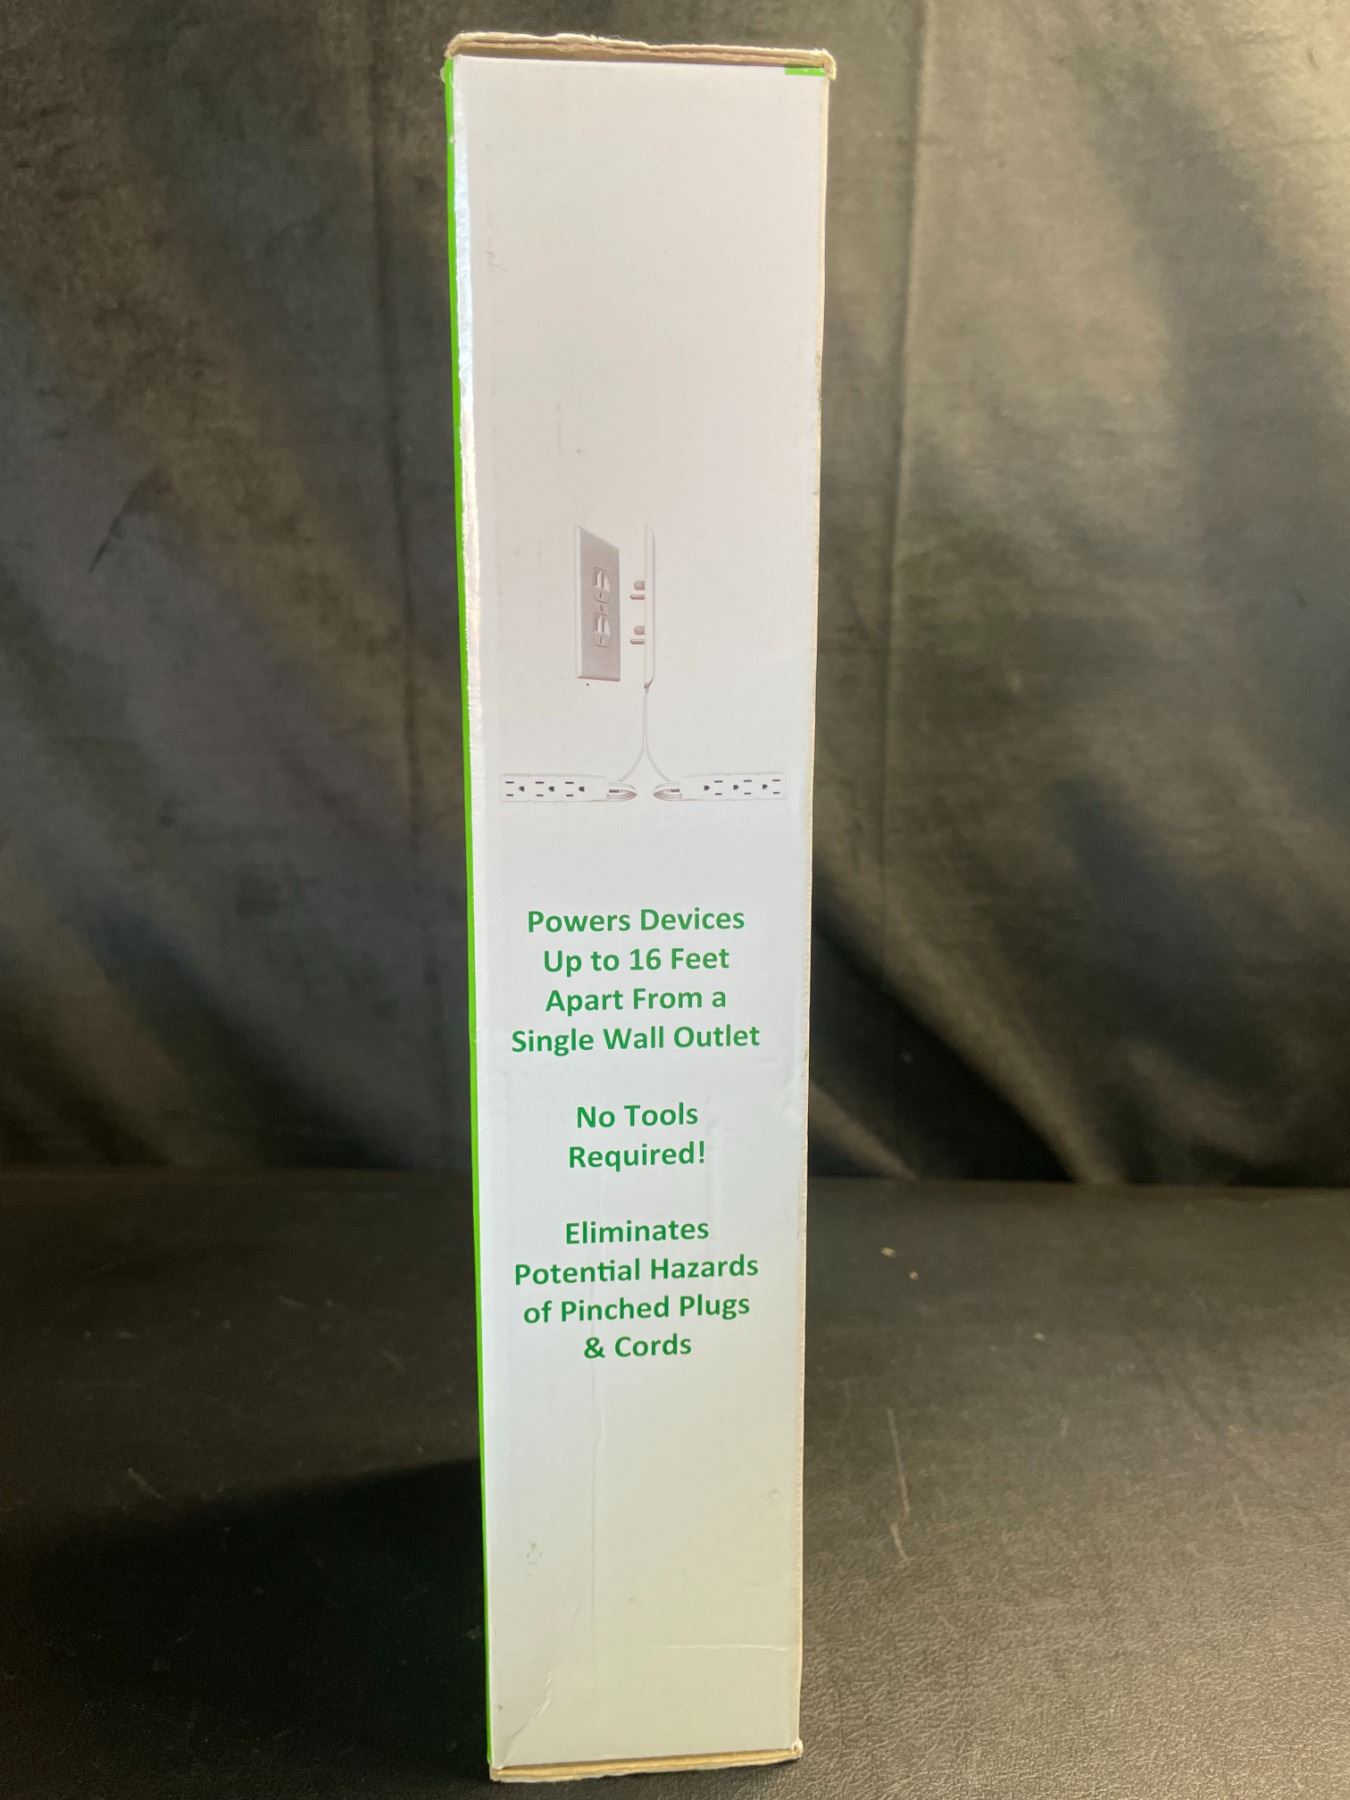 Powers Devices
Up to 16 Feet
Apart From a
Single Wall Outlet
No Tools
Required!
Eliminates
Potential Hazards
of Pinched Plugs
& Cords